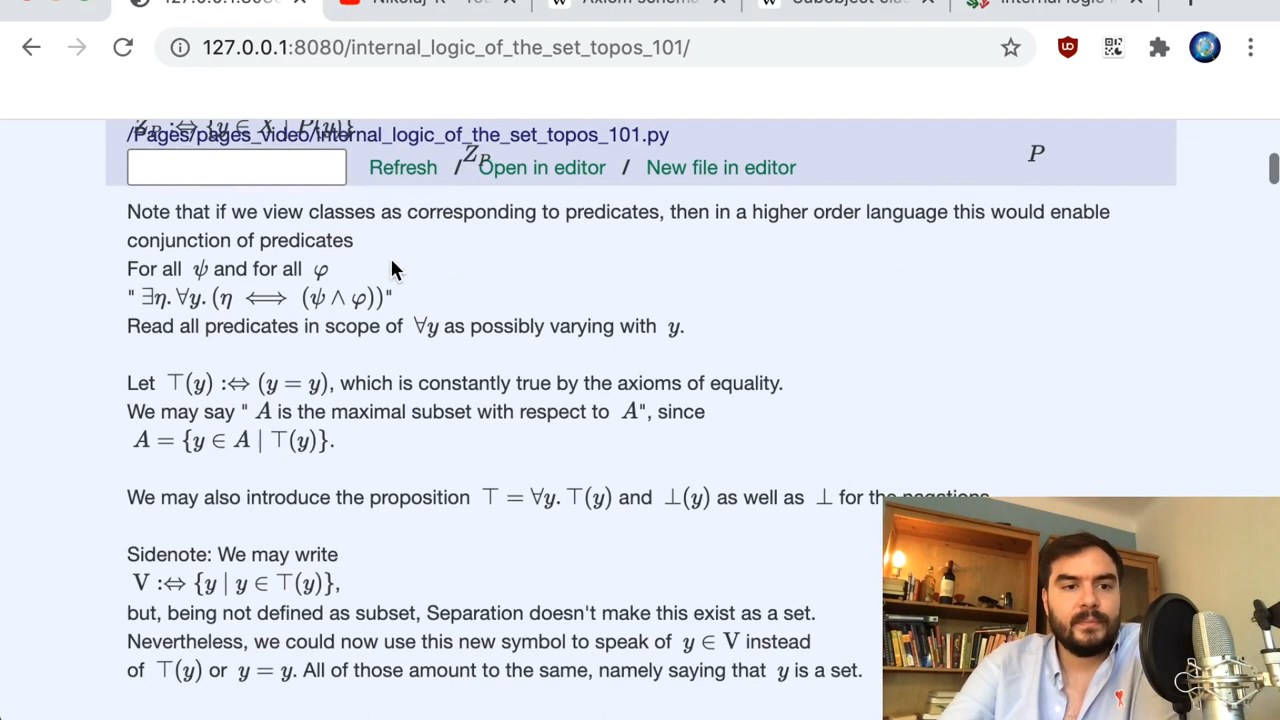 127.0.0.1:8080/internal_logic_of_the_set_topos_101/
Z_P :⇔ {y ∈ X | P(y)}
/Pages/pages_video/internal_logic_of_the_set_topos_101.py
Z_P P
Refresh / Open in editor / New file in editor
Note that if we view classes as corresponding to predicates, then in a higher order language this would enable
conjunction of predicates
For all ψ and for all φ
" ∃η. ∀y. (η ⟺ (ψ ∧ φ))"
Read all predicates in scope of ∀y as possibly varying with y.
Let ⊤(y) :⇔ (y = y), which is constantly true by the axioms of equality.
We may say " A is the maximal subset with respect to A", since
A = {y ∈ A | ⊤(y)}.
We may also introduce the proposition ⊤ = ∀y. ⊤(y) and ⊥(y) as well as ⊥ for the negations
Sidenote: We may write
V :⇔ {y | y ∈ ⊤(y)},
but, being not defined as subset, Separation doesn't make this exist as a set.
Nevertheless, we could now use this new symbol to speak of y ∈ V instead
of ⊤(y) or y = y. All of those amount to the same, namely saying that y is a set.